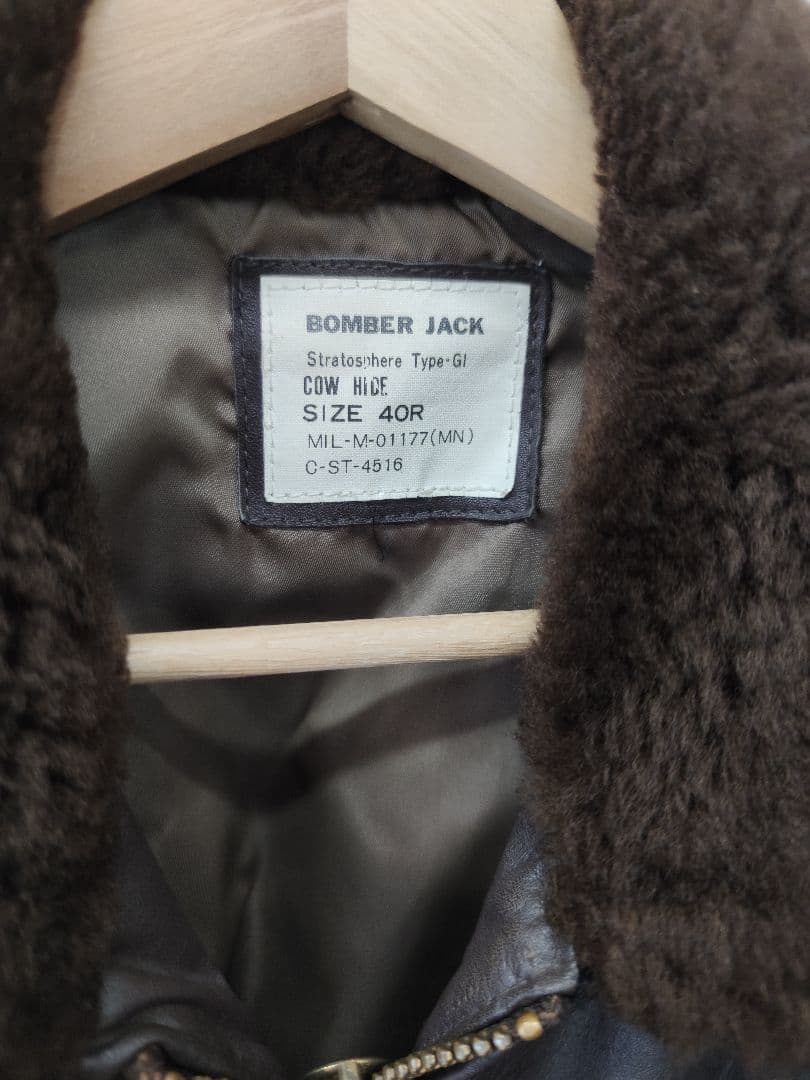 BOMBER JACK
Stratosphere Type-GI
COW HIDE
SIZE 40R
MIL-M-01177(MN)
C-ST-4516